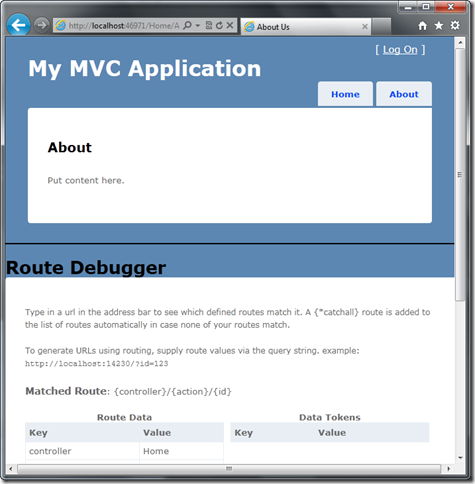 http://localhost:46971/Home/A
About Us
[ Log On ]
My MVC Application
Home
About
About
Put content here.
Route Debugger
Type in a url in the address bar to see which defined routes match it. A {*catchall} route is added to
the list of routes automatically in case none of your routes match.
To generate URLs using routing, supply route values via the query string. example:
http://localhost:14230/?id=123
Matched Route: {controller}/{action}/{id}
Route Data
Data Tokens
Key Value
Key Value
controller Home